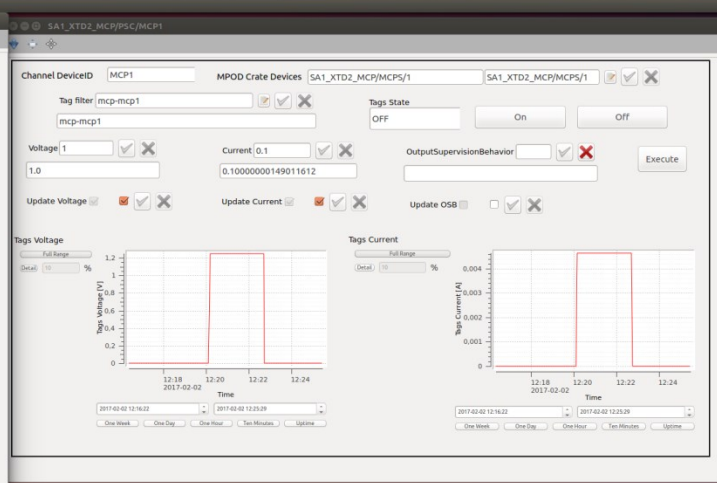 SA1_XTD2_MCP/PSC/MCP1
Channel DeviceID MCP1 MPOD Crate Devices SA1_XTD2_MCP/MCPS/1 SA1_XTD2_MCP/MCPS/1
Tag filter mcp-mcp1 Tags State
mcp-mcp1 OFF On Off
Voltage 1 Current 0.1 OutputSupervisionBehavior Execute
1.0 0.10000000149011612
Update Voltage Update Current Update OSB
Tags Voltage Tags Current
Full Range Full Range
Detail 10 % Detail 10 %
1,2
1
0,8
0,6
0,4
0,2
0
Tags Voltage [V]
12:18 12:20 12:22 12:24
2017-02-02
Time
0,004
0,003
0,002
0,001
0
Tags Current [A]
12:18 12:20 12:22 12:24
2017-02-02
Time
2017-02-02 12:16:22 2017-02-02 12:25:29
One Week One Day One Hour Ten Minutes Uptime
2017-02-02 12:16:22 2017-02-02 12:25:29
One Week One Day One Hour Ten Minutes Uptime